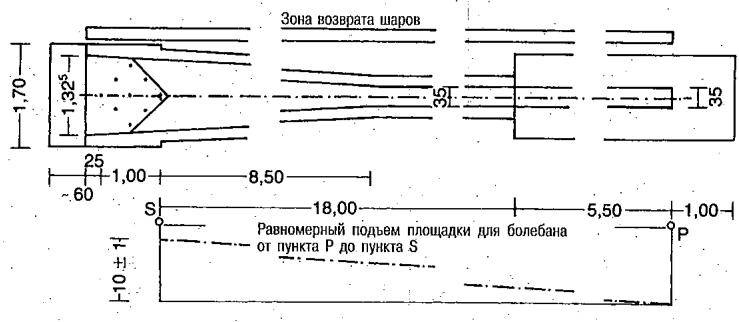 Зона возврата шаров
1,70
1,32⁵
35
35
25
~60
1,00
8,50
18,00
5,50
1,00
S
P
Равномерный подъем площадки для болебана
от пункта P до пункта S
10 ± 1